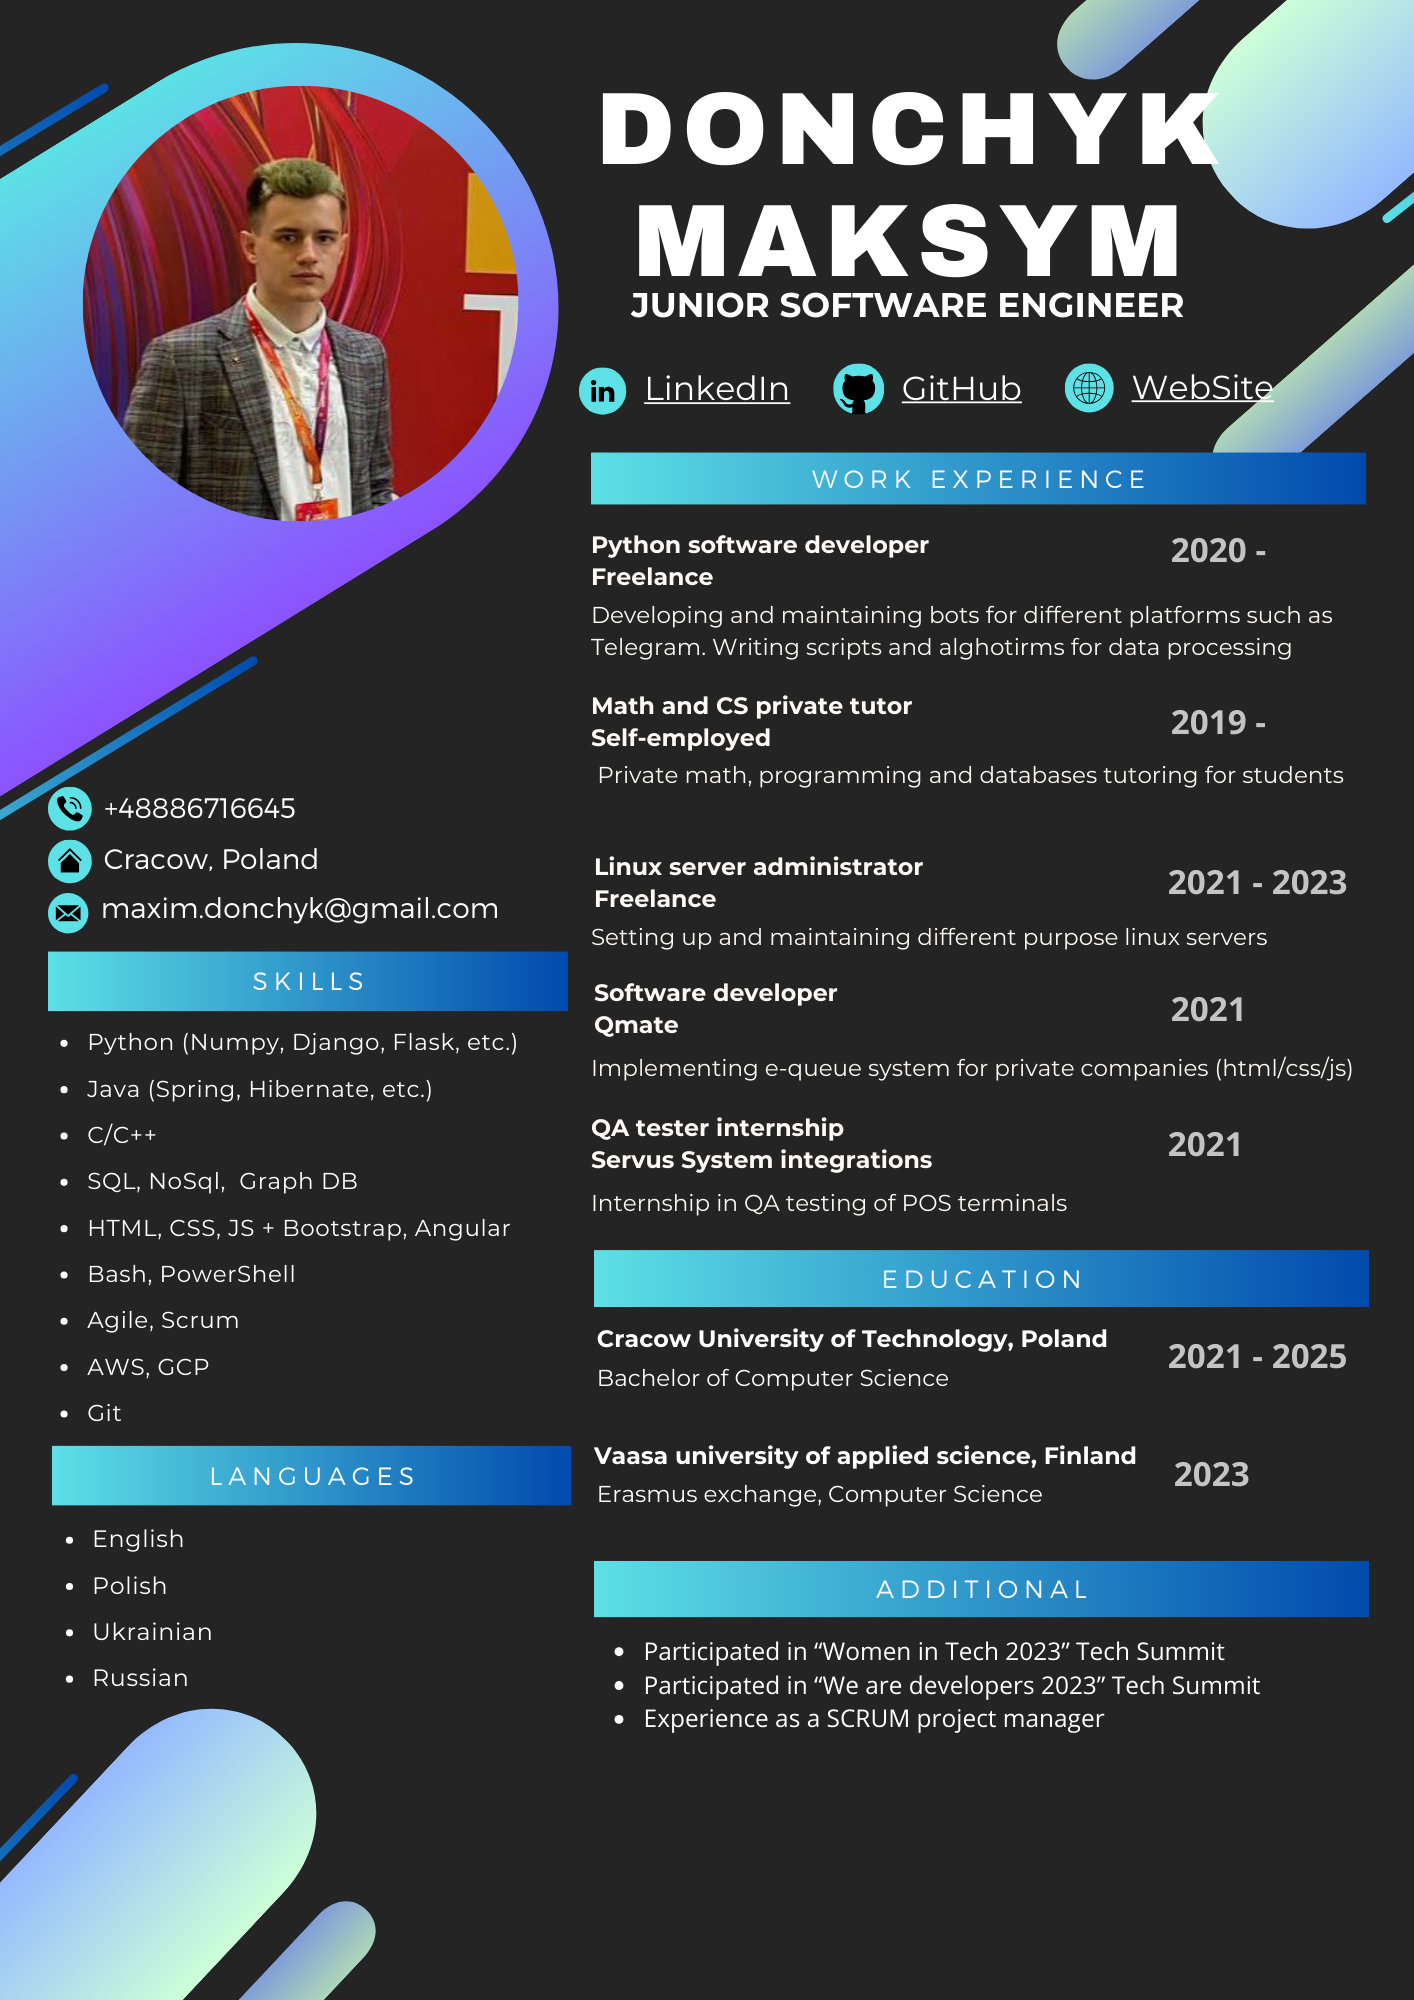 DONCHYK
MAKSYM
JUNIOR SOFTWARE ENGINEER
LinkedIn
GitHub
WebSite
WORK EXPERIENCE
Python software developer
Freelance
2020 -
Developing and maintaining bots for different platforms such as
Telegram. Writing scripts and alghotirms for data processing
Math and CS private tutor
Self-employed
2019 -
Private math, programming and databases tutoring for students
Linux server administrator
Freelance
2021 - 2023
Setting up and maintaining different purpose linux servers
Software developer
Qmate
2021
Implementing e-queue system for private companies (html/css/js)
QA tester internship
Servus System integrations
2021
Internship in QA testing of POS terminals
EDUCATION
Cracow University of Technology, Poland
2021 - 2025
Bachelor of Computer Science
Vaasa university of applied science, Finland
2023
Erasmus exchange, Computer Science
ADDITIONAL
• Participated in “Women in Tech 2023” Tech Summit
• Participated in “We are developers 2023” Tech Summit
• Experience as a SCRUM project manager
+48886716645
Cracow, Poland
maxim.donchyk@gmail.com
SKILLS
• Python (Numpy, Django, Flask, etc.)
• Java (Spring, Hibernate, etc.)
• C/C++
• SQL, NoSql,  Graph DB
• HTML, CSS, JS + Bootstrap, Angular
• Bash, PowerShell
• Agile, Scrum
• AWS, GCP
• Git
LANGUAGES
• English
• Polish
• Ukrainian
• Russian